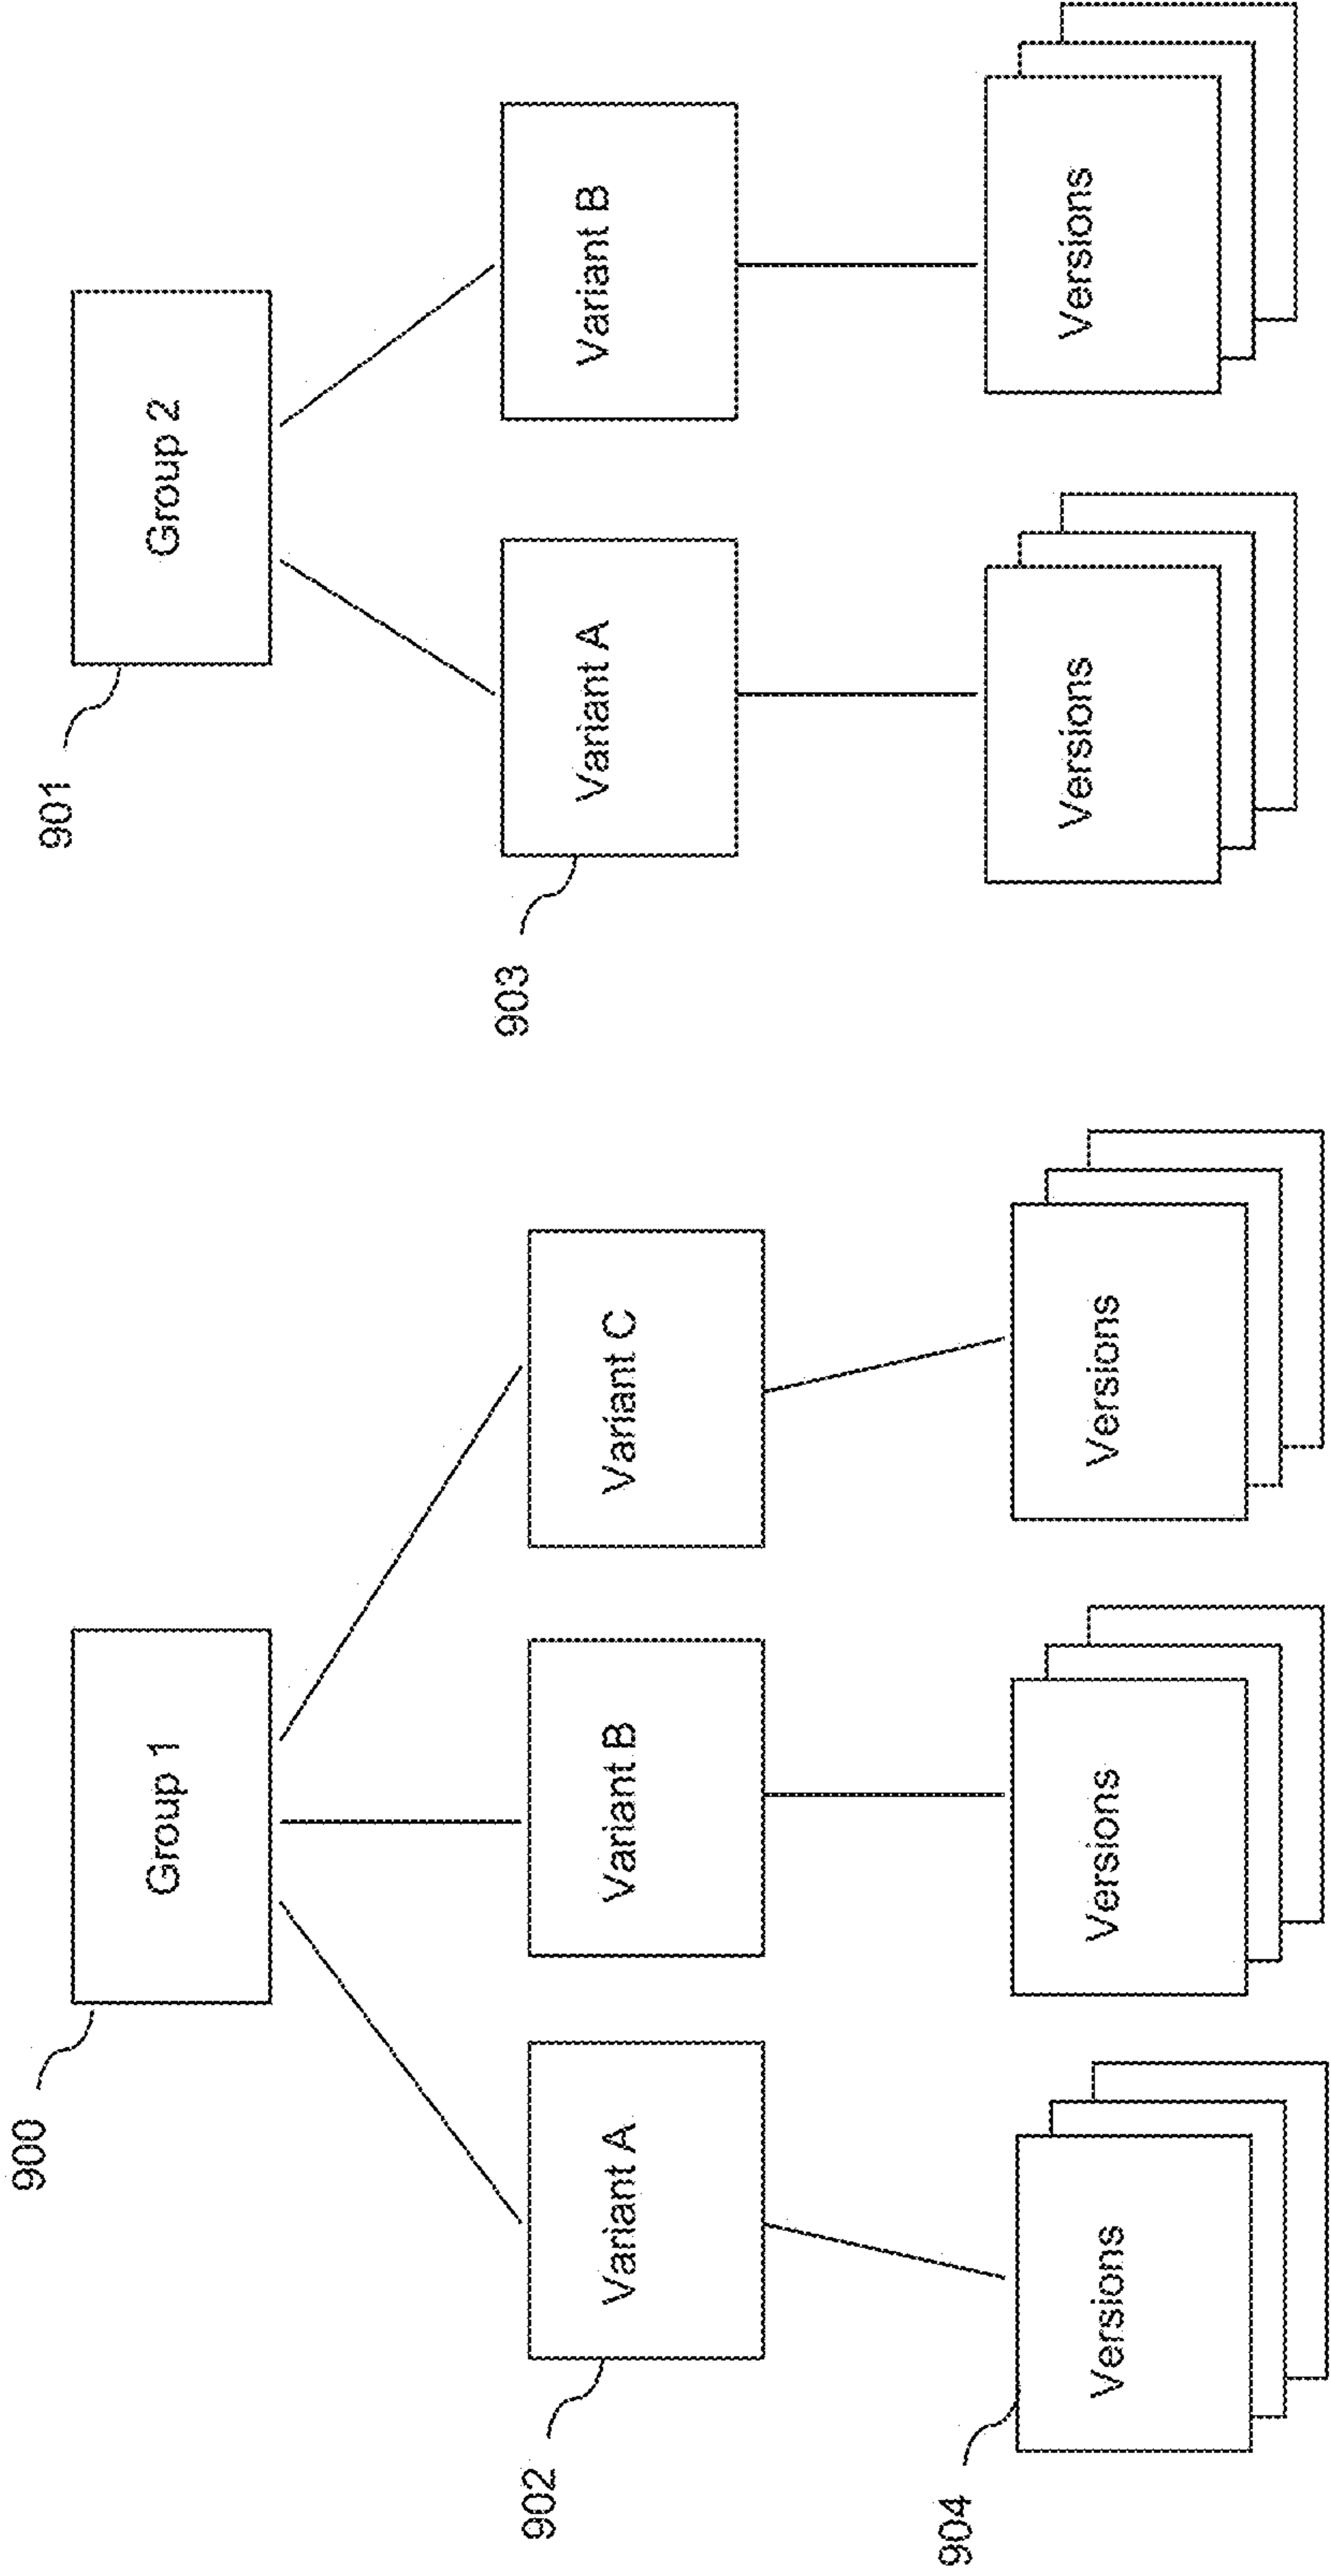 900
Group 1
901
Group 2
902
Variant A
Variant B
Variant C
903
Variant A
Variant B
904
Versions
Versions
Versions
Versions
Versions